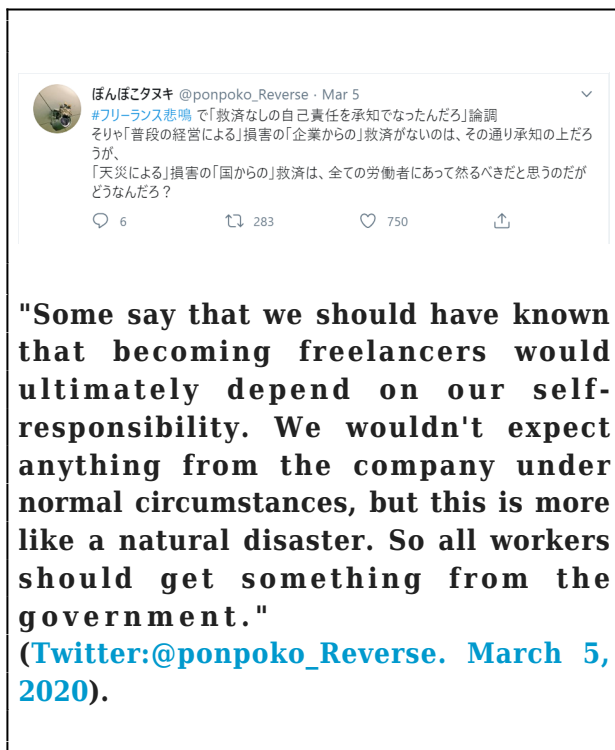 ぽんぽこタヌキ @ponpoko_Reverse · Mar 5
#フリーランス悲鳴 で「救済なしの自己責任を承知でなったんだろ」論調
そりゃ「普段の経営による」損害の「企業からの」救済がないのは、その通り承知の上だろ
うが、
「天災による」損害の「国からの」救済は、全ての労働者にあって然るべきだと思うのだが
どうなんだろ？
6 283 750
"Some say that we should have known
that becoming freelancers would
ultimately depend on our self-
responsibility. We wouldn't expect
anything from the company under
normal circumstances, but this is more
like a natural disaster. So all workers
should get something from the
government."
(Twitter:@ponpoko_Reverse. March 5,
2020).